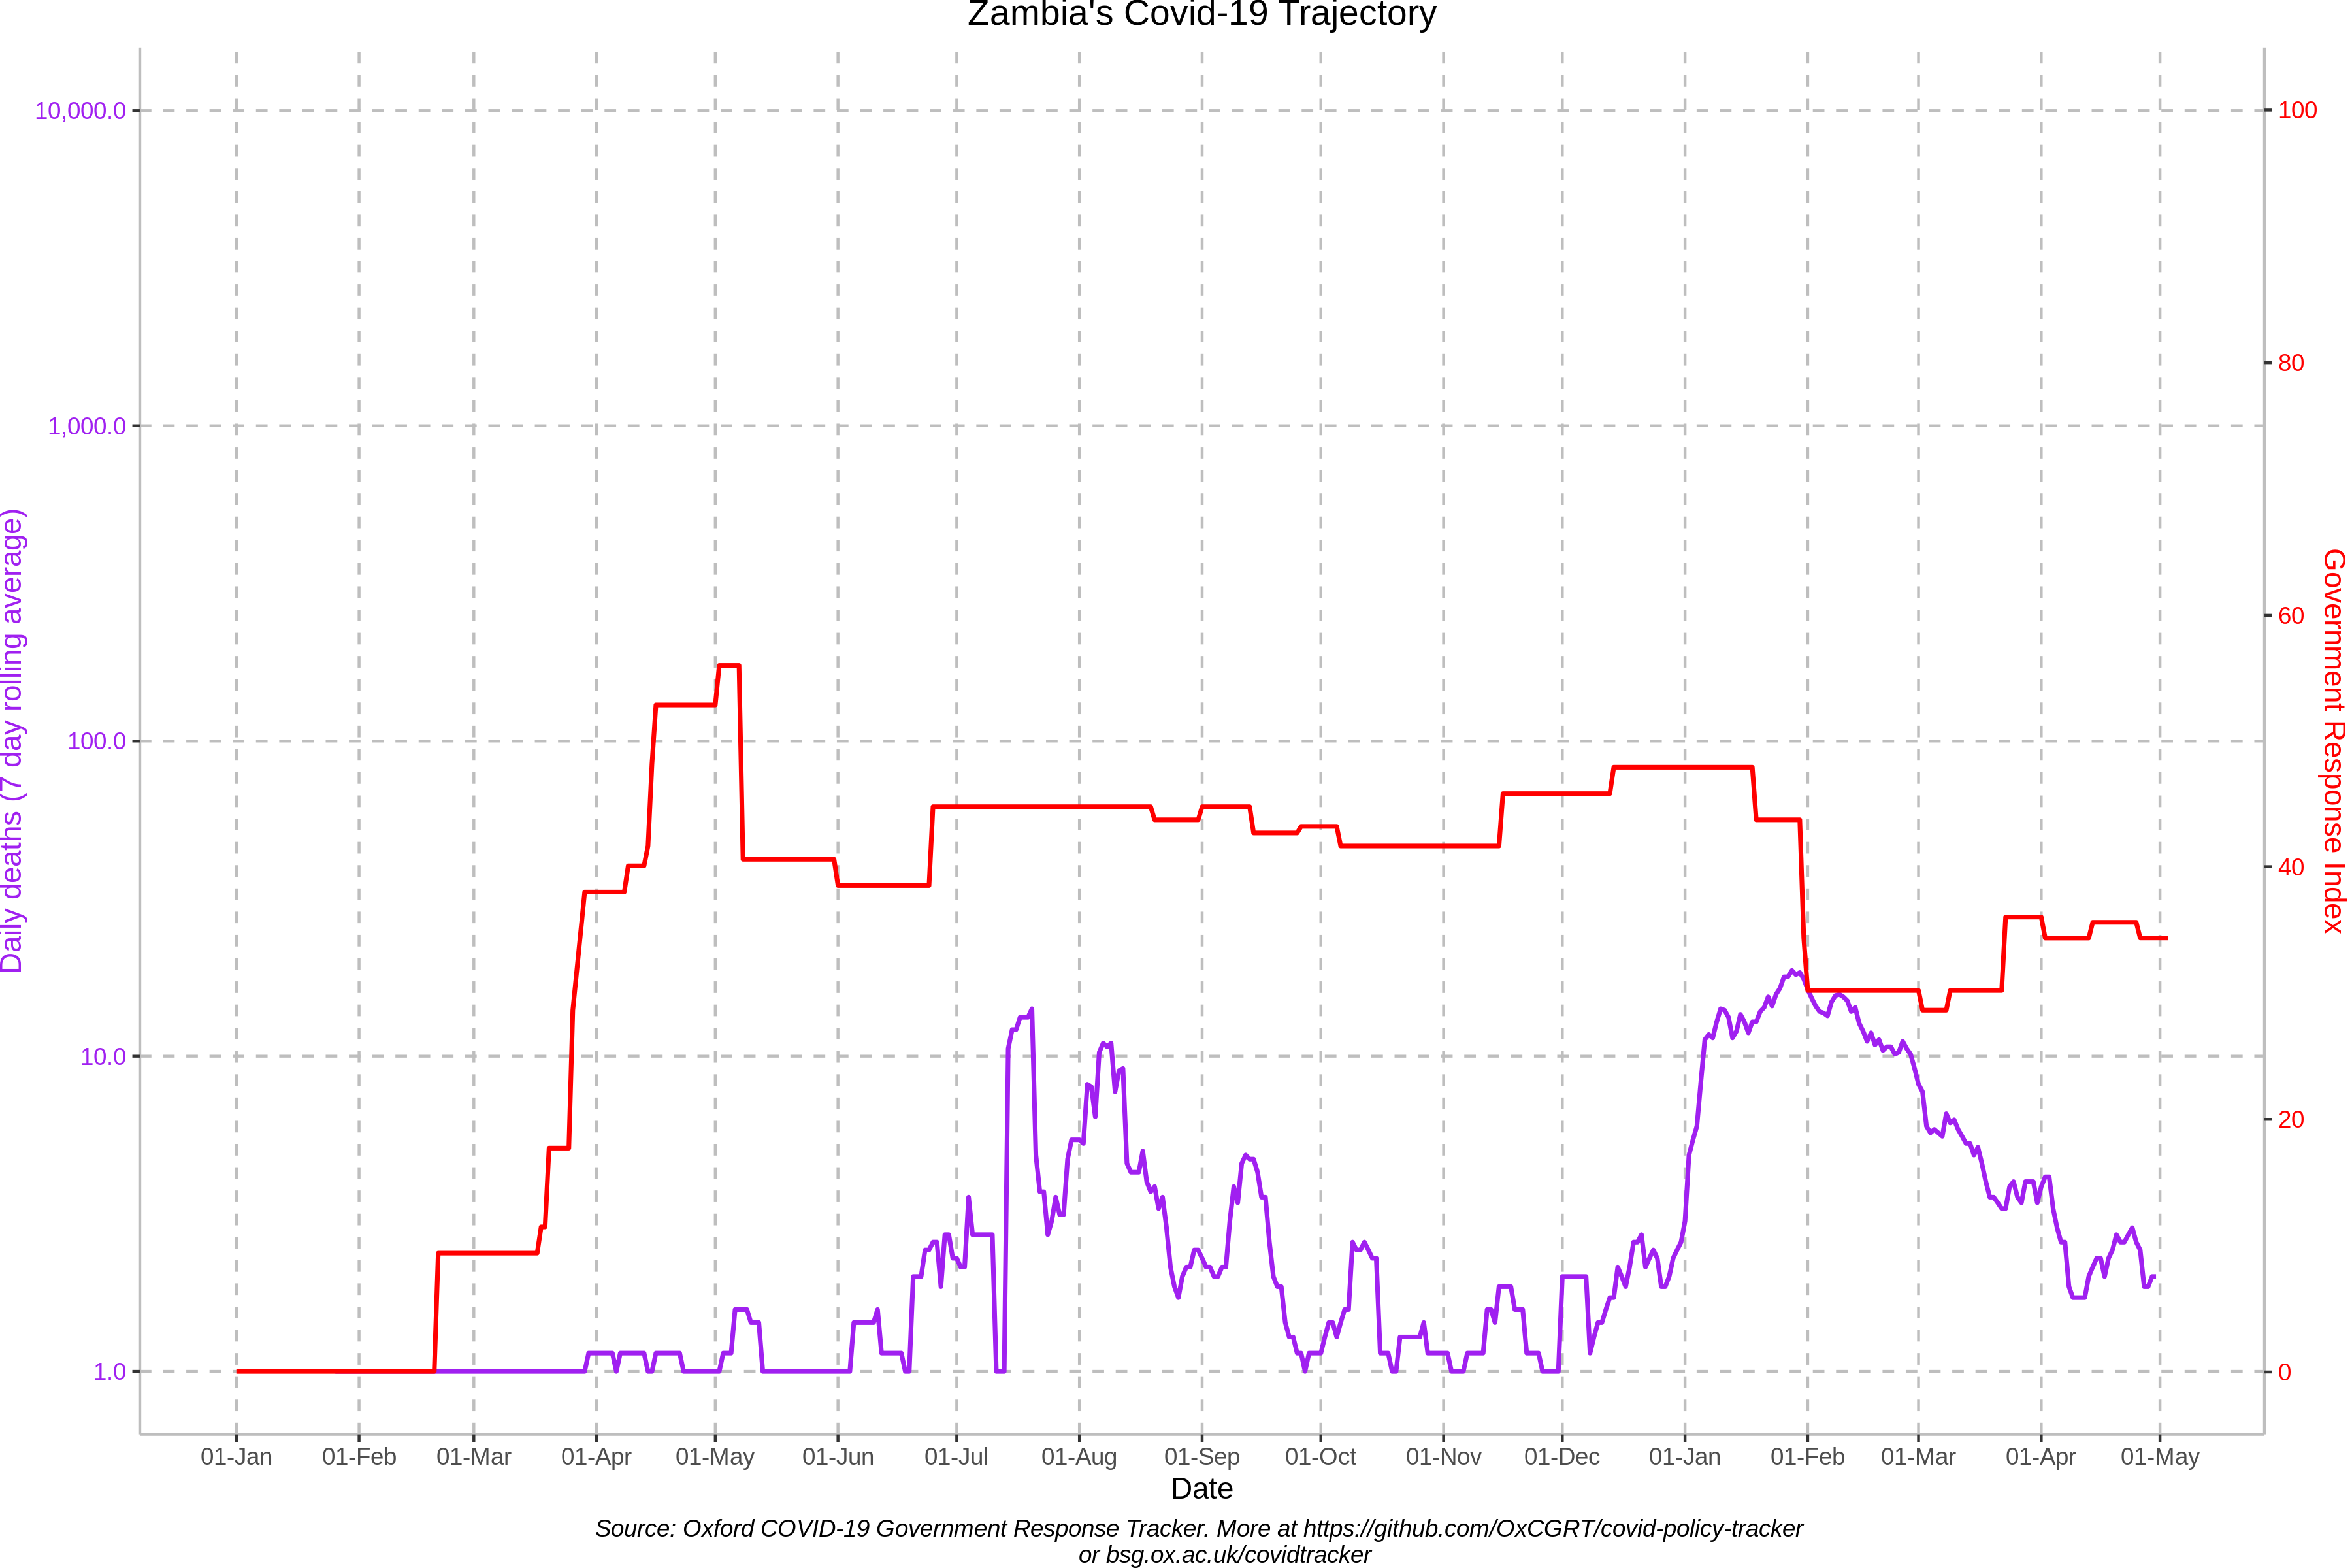 Zambia's Covid-19 Trajectory
10,000.0
1,000.0
100.0
10.0
1.0
Daily deaths (7 day rolling average)
100
80
60
40
20
0
Government Response Index
01-Jan 01-Feb 01-Mar 01-Apr 01-May 01-Jun 01-Jul 01-Aug 01-Sep 01-Oct 01-Nov 01-Dec 01-Jan 01-Feb 01-Mar 01-Apr 01-May
Date
Source: Oxford COVID-19 Government Response Tracker. More at https://github.com/OxCGRT/covid-policy-tracker
or bsg.ox.ac.uk/covidtracker